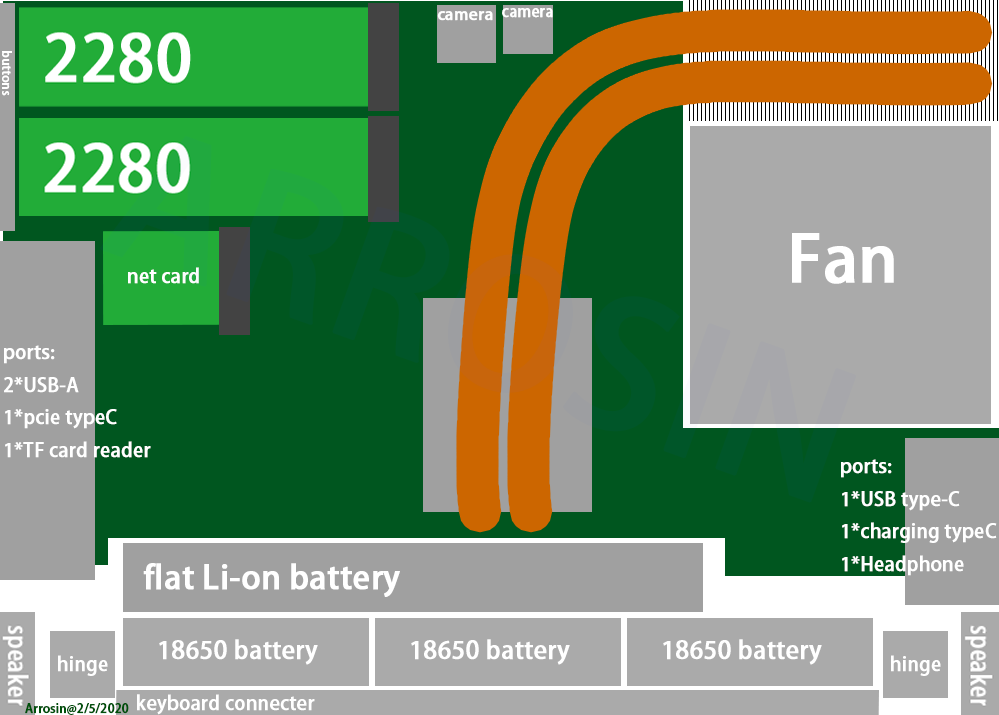 buttons
2280
2280
camera
camera
net card
Fan
ARROSIN
ports:
2*USB-A
1*pcie typeC
1*TF card reader
ports:
1*USB type-C
1*charging typeC
1*Headphone
flat Li-on battery
18650 battery
18650 battery
18650 battery
speaker
hinge
hinge
speaker
keyboard connecter
Arrosin@2/5/2020